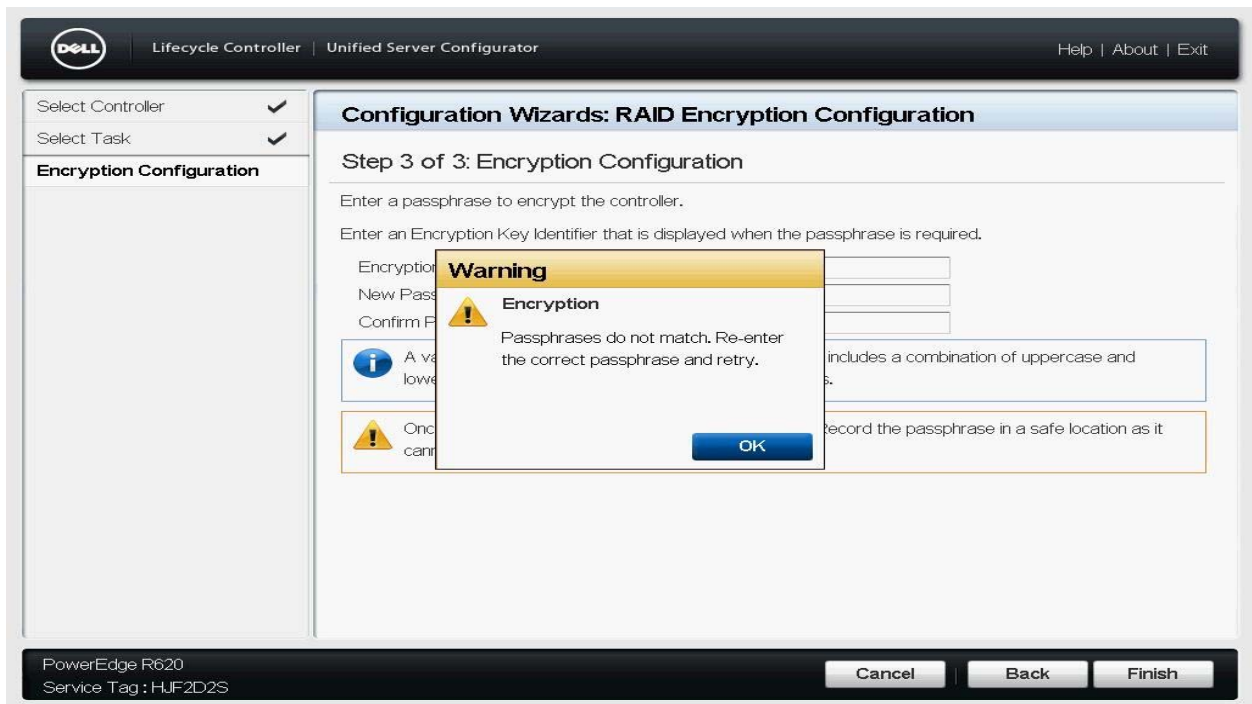 DELL
Lifecycle Controller | Unified Server Configurator
Help | About | Exit
Select Controller
Select Task
Encryption Configuration
Configuration Wizards: RAID Encryption Configuration
Step 3 of 3: Encryption Configuration
Enter a passphrase to encrypt the controller.
Enter an Encryption Key Identifier that is displayed when the passphrase is required.
Encryption
New Pass
Confirm P
Warning
Encryption
Passphrases do not match. Re-enter
the correct passphrase and retry.
OK
A va
includes a combination of uppercase and
lowe
s.
Onc
Record the passphrase in a safe location as it
cann
PowerEdge R620
Service Tag : HJF2D2S
Cancel | Back Finish